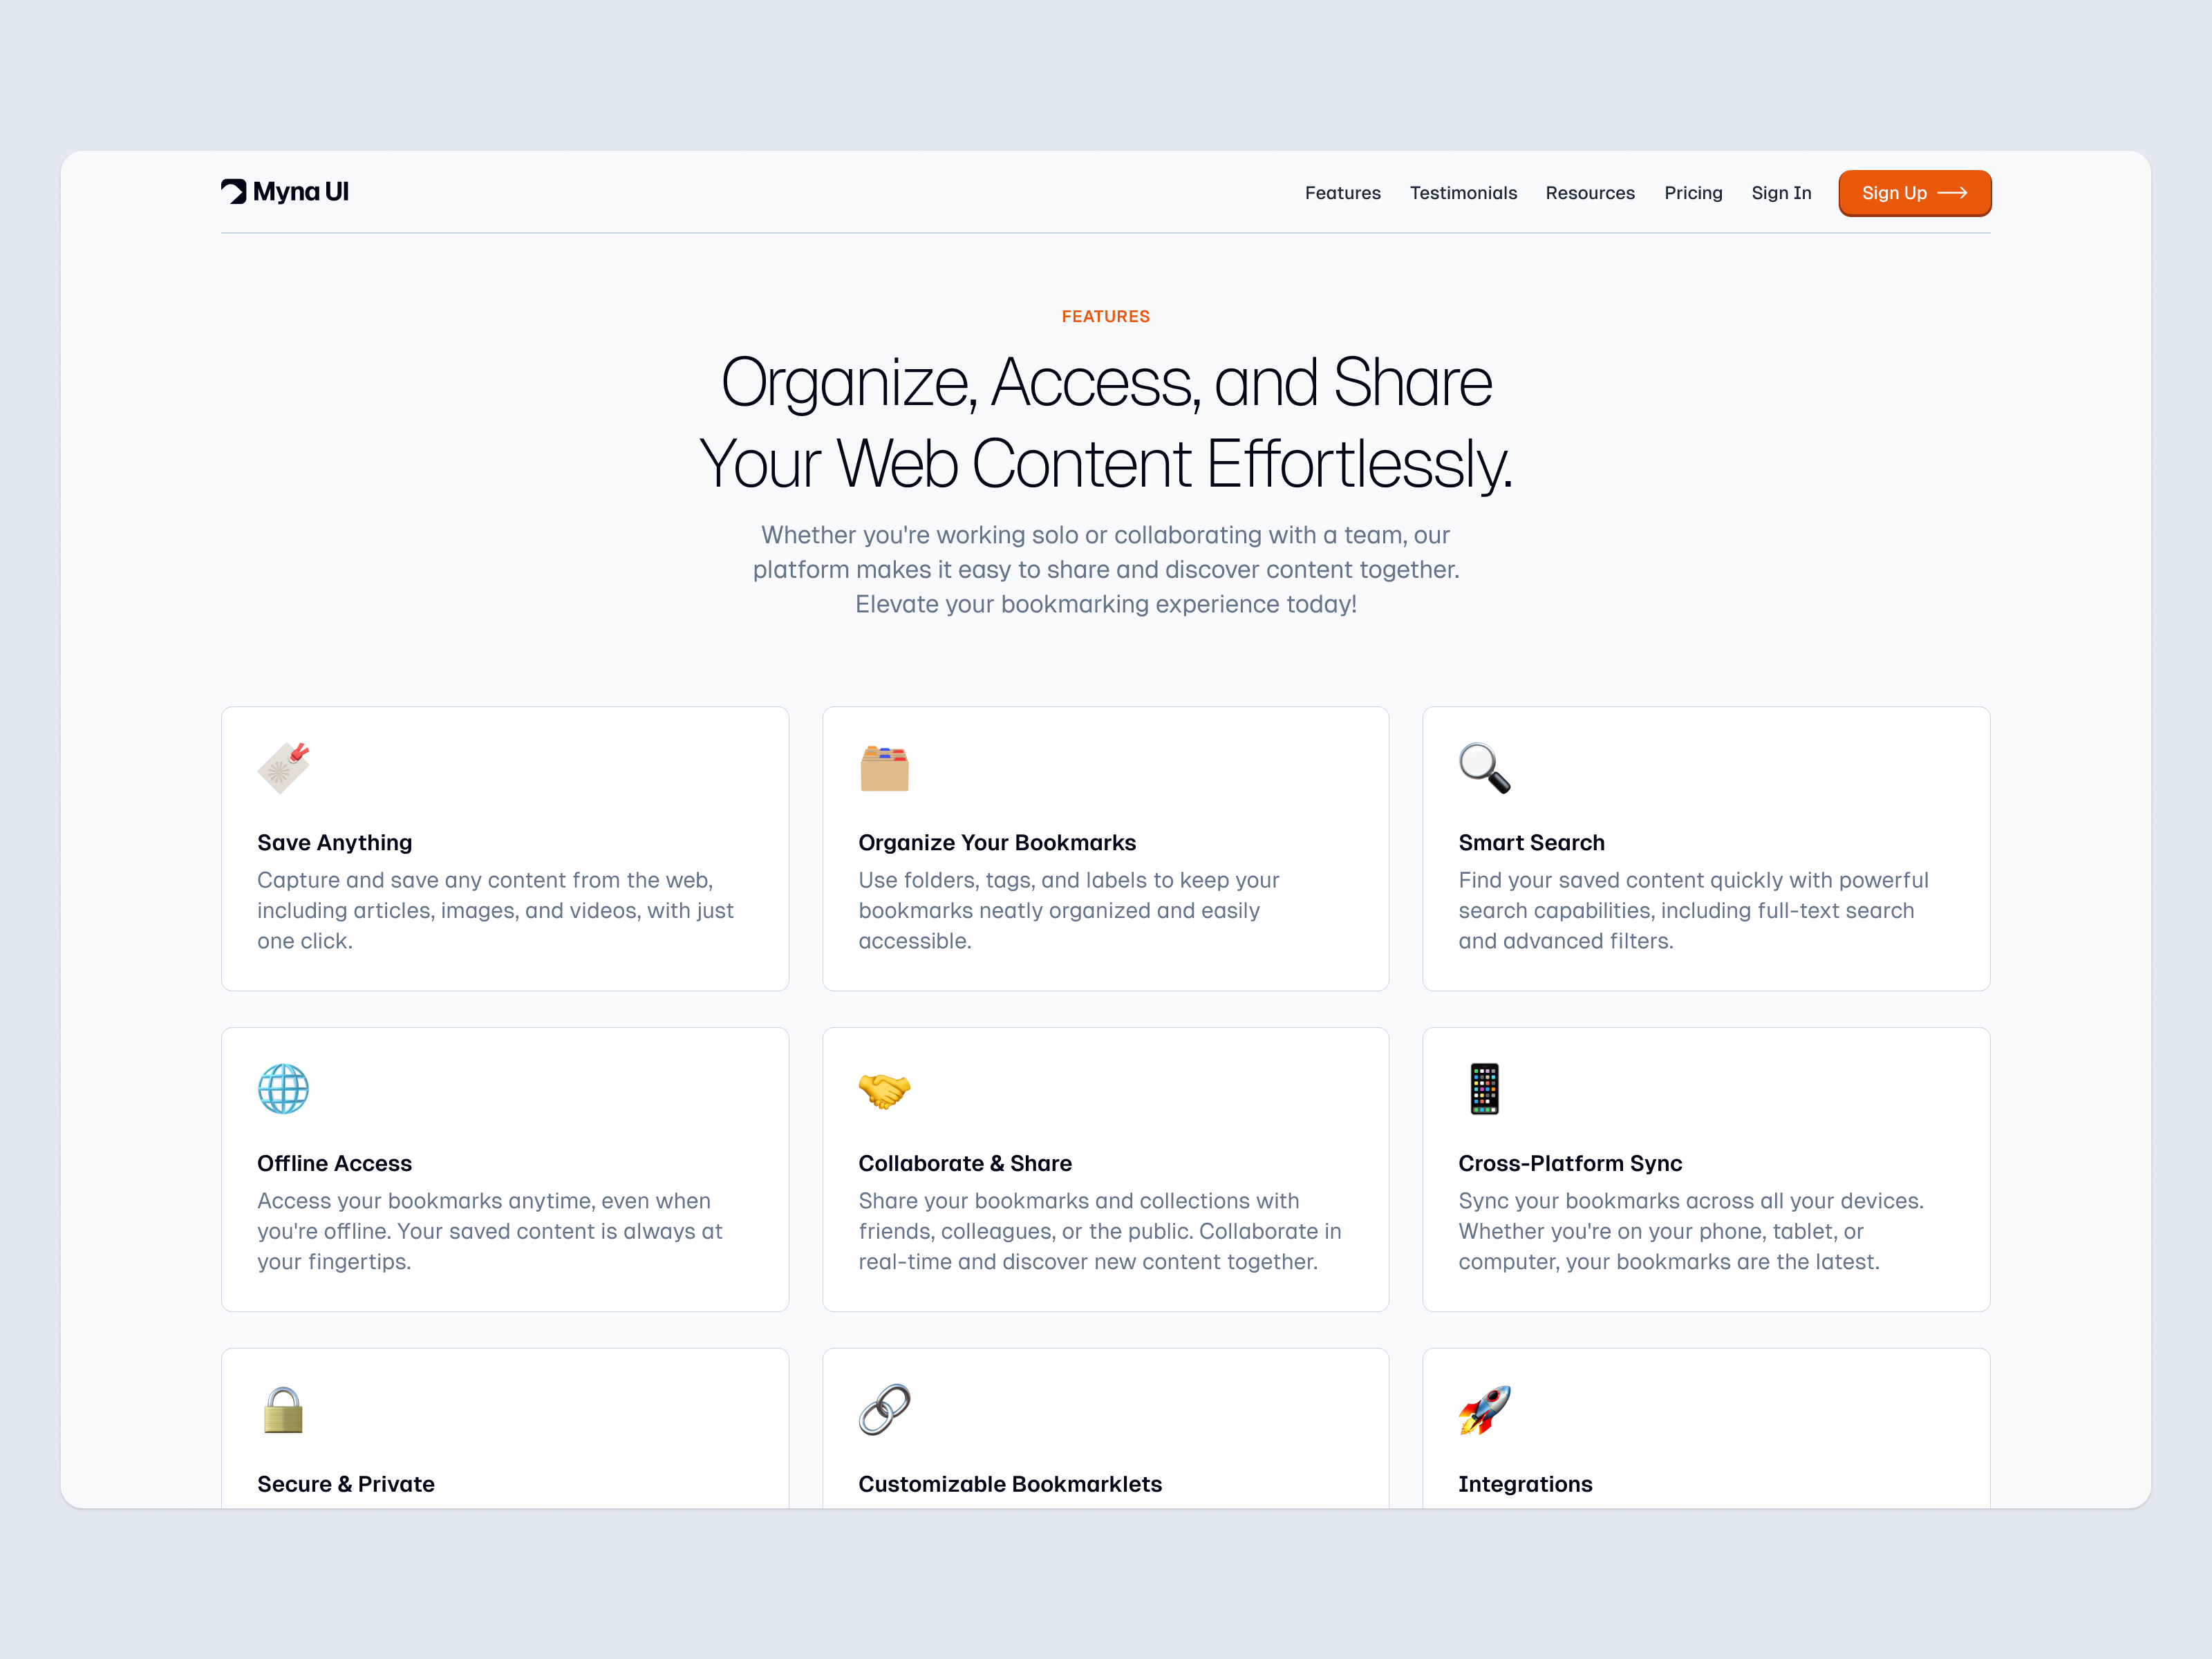 Myna UI
Features
Testimonials
Resources
Pricing
Sign In
Sign Up
FEATURES
Organize, Access, and Share
Your Web Content Effortlessly.
Whether you're working solo or collaborating with a team, our
platform makes it easy to share and discover content together.
Elevate your bookmarking experience today!
Save Anything
Capture and save any content from the web,
including articles, images, and videos, with just
one click.
Organize Your Bookmarks
Use folders, tags, and labels to keep your
bookmarks neatly organized and easily
accessible.
Smart Search
Find your saved content quickly with powerful
search capabilities, including full-text search
and advanced filters.
Offline Access
Access your bookmarks anytime, even when
you're offline. Your saved content is always at
your fingertips.
Collaborate & Share
Share your bookmarks and collections with
friends, colleagues, or the public. Collaborate in
real-time and discover new content together.
Cross-Platform Sync
Sync your bookmarks across all your devices.
Whether you're on your phone, tablet, or
computer, your bookmarks are the latest.
Secure & Private
Customizable Bookmarklets
Integrations